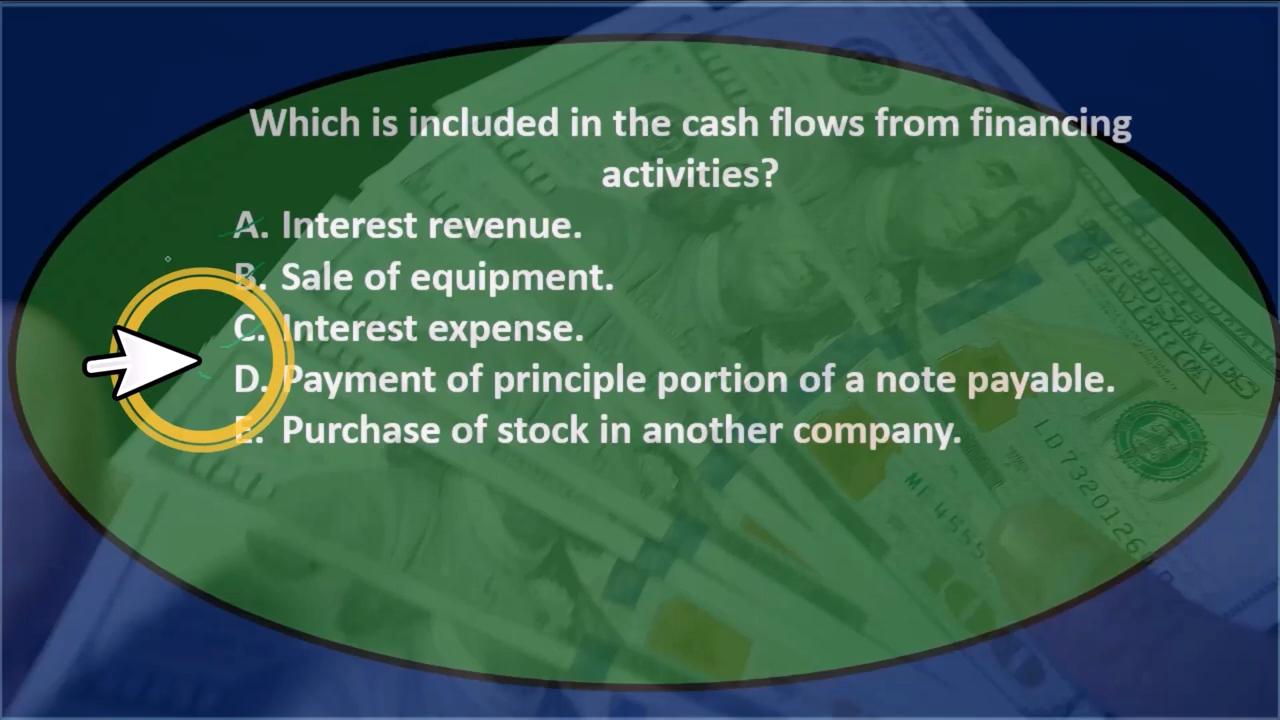 Which is included in the cash flows from financing
activities?
A. Interest revenue.
B. Sale of equipment.
C. Interest expense.
D. Payment of principle portion of a note payable.
E. Purchase of stock in another company.